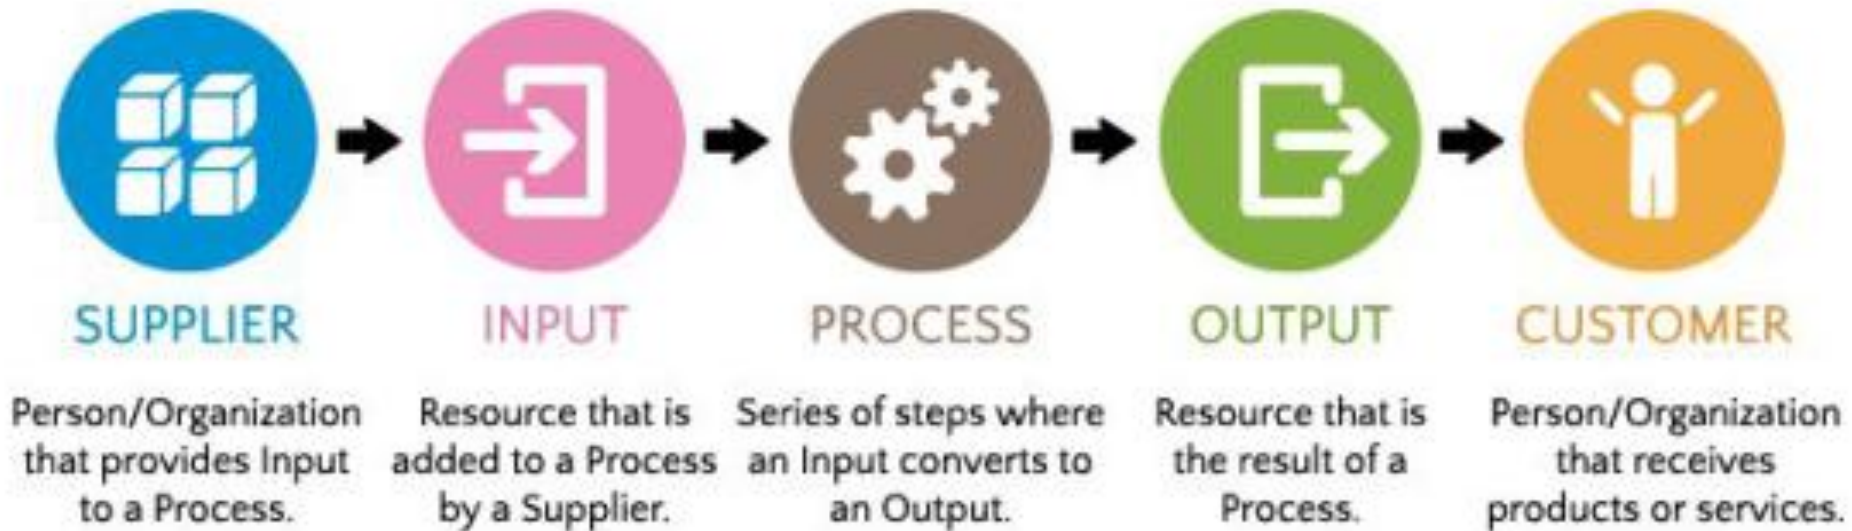 SUPPLIER
Person/Organization
that provides Input
to a Process.
INPUT
Resource that is
added to a Process
by a Supplier.
PROCESS
Series of steps where
an Input converts to
an Output.
OUTPUT
Resource that is
the result of a
Process.
CUSTOMER
Person/Organization
that receives
products or services.